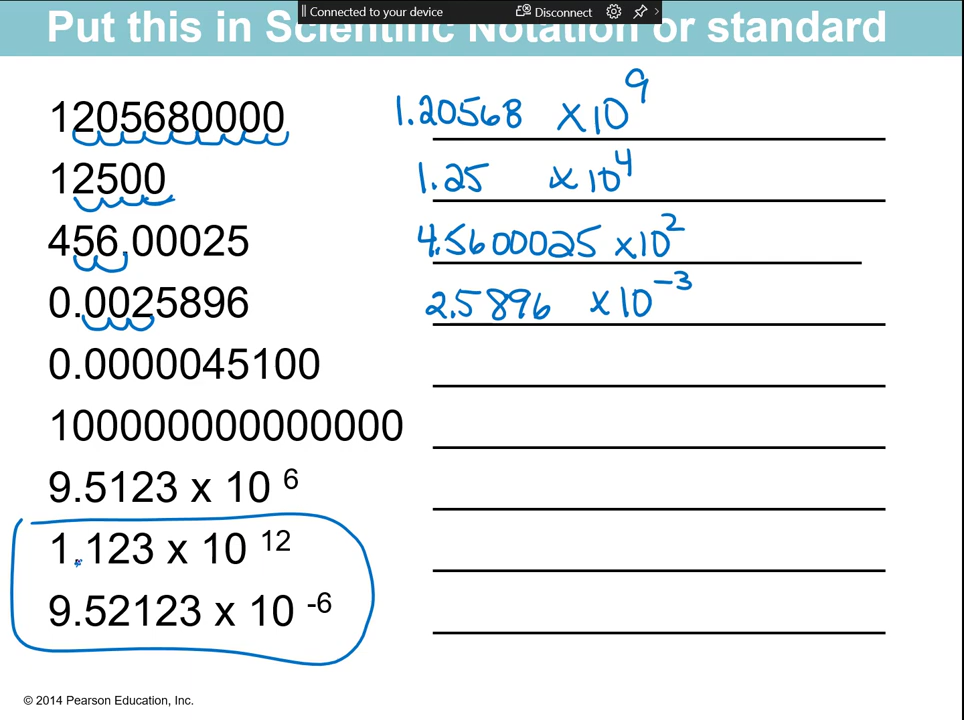 Connected to your device Disconnect
Put this in Scientific Notation or standard
1205680000 1.20568 x10^9
12500 1.25 x10^4
456.00025 4.5600025 x10^2
0.0025896 2.5896 x10^-3
0.0000045100
100000000000000
9.5123 x 10 6
1.123 x 10 12
9.52123 x 10 -6
© 2014 Pearson Education, Inc.